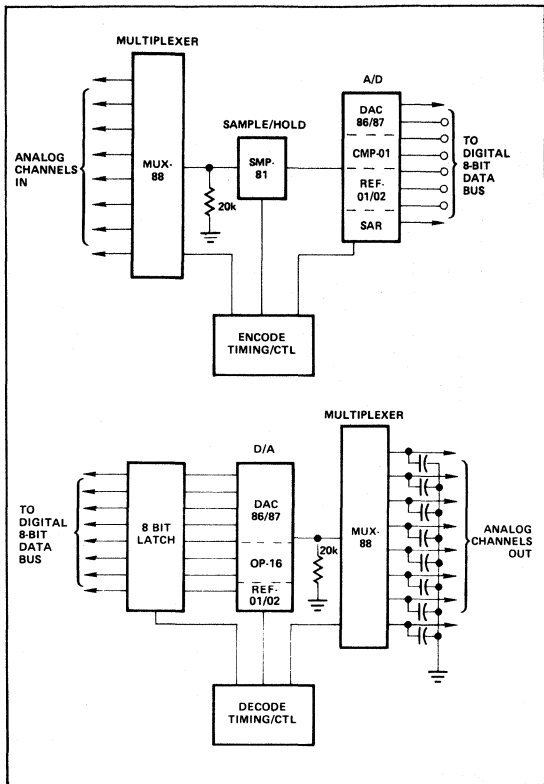 MULTIPLEXER
A/D
SAMPLE/HOLD
ANALOG
CHANNELS
IN
MUX-
88
20k
SMP-
81
DAC
86/87
CMP-01
REF-
01/02
SAR
TO
DIGITAL
8-BIT
DATA
BUS
ENCODE
TIMING/CTL
MULTIPLEXER
D/A
TO
DIGITAL
8-BIT
DATA
BUS
8 BIT
LATCH
DAC
86/87
OP-16
REF-
01/02
20k
MUX-
88
ANALOG
CHANNELS
OUT
DECODE
TIMING/CTL